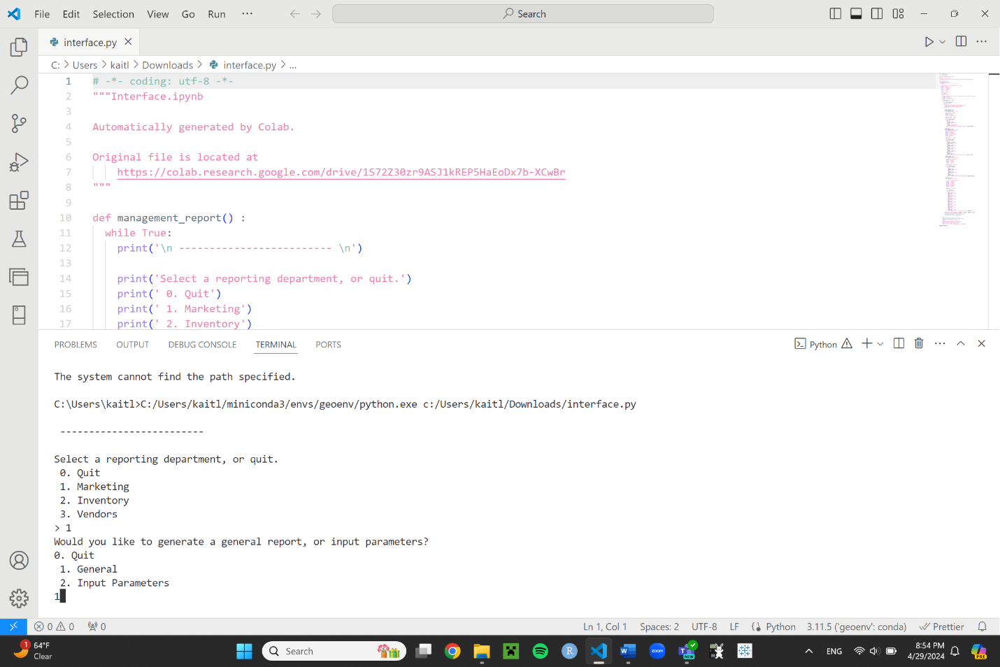 File Edit Selection View Go Run ··· Search
interface.py
C: > Users > kaitl > Downloads > interface.py > ...
1 # -*- coding: utf-8 -*-
2 """Interface.ipynb
3
4 Automatically generated by Colab.
5
6 Original file is located at
7 https://colab.research.google.com/drive/1S72Z30zr9ASJ1kREP5HaEoDx7b-XCwBr
8 """
9
10 def management_report() :
11 while True:
12 print('\n ------------------------- \n')
13
14 print('Select a reporting department, or quit.')
15 print(' 0. Quit')
16 print(' 1. Marketing')
17 print(' 2. Inventory')
PROBLEMS OUTPUT DEBUG CONSOLE TERMINAL PORTS Python
The system cannot find the path specified.
C:\Users\kaitl>C:/Users/kaitl/miniconda3/envs/geoenv/python.exe c:/Users/kaitl/Downloads/interface.py
-------------------------
Select a reporting department, or quit.
0. Quit
1. Marketing
2. Inventory
3. Vendors
> 1
Would you like to generate a general report, or input parameters?
0. Quit
1. General
2. Input Parameters
1
0 0 0 Ln 1, Col 1 Spaces: 2 UTF-8 LF Python 3.11.5 ('geoenv': conda) Prettier
1 64°F
Clear
Search
R
W
zoom
T
NEW
ENG
8:54 PM
4/29/2024
PRE